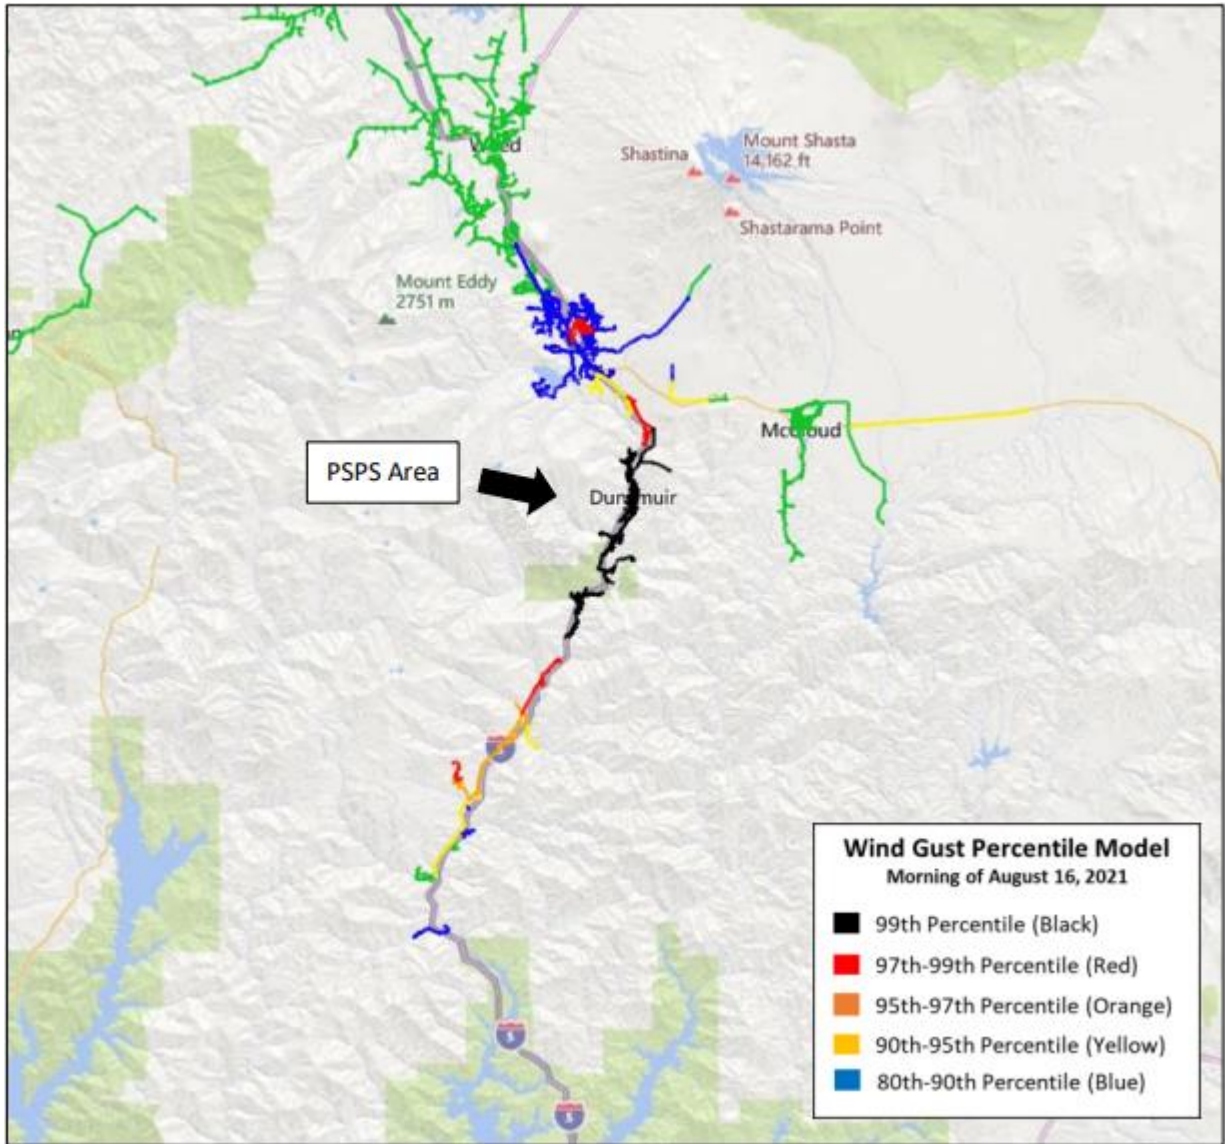 Weed
Shastina
Mount Shasta
14,162 ft
Shastarama Point
Mount Eddy
2751 m
McCloud
PSPS Area
Dunsmuir
5
Wind Gust Percentile Model
Morning of August 16, 2021
99th Percentile (Black)
97th-99th Percentile (Red)
95th-97th Percentile (Orange)
90th-95th Percentile (Yellow)
80th-90th Percentile (Blue)
5